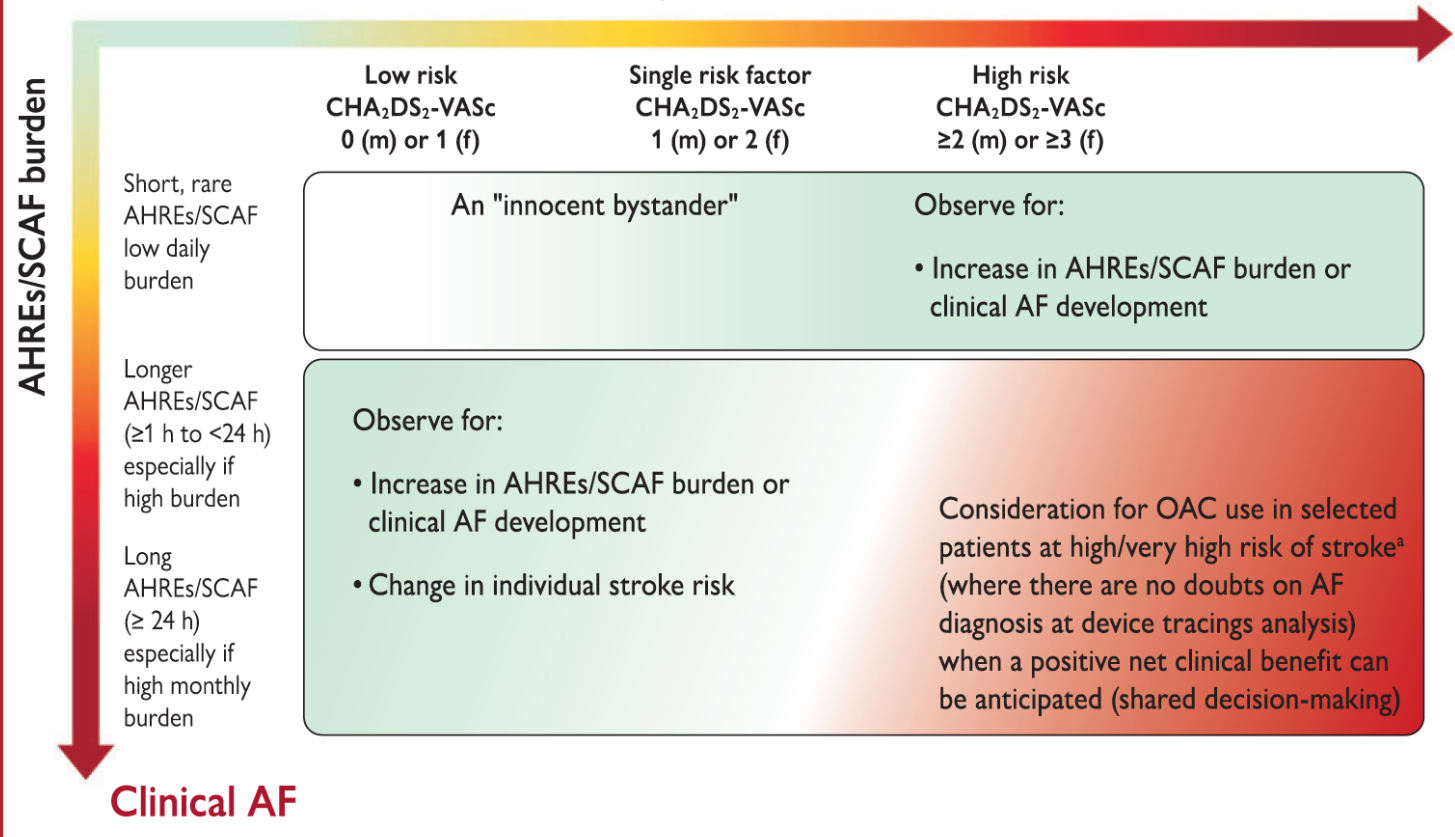 AHREs/SCAF burden
Low risk
CHA₂DS₂-VASc
0 (m) or 1 (f)
Single risk factor
CHA₂DS₂-VASc
1 (m) or 2 (f)
High risk
CHA₂DS₂-VASc
≥2 (m) or ≥3 (f)
Short, rare
AHREs/SCAF
low daily
burden
An "innocent bystander"
Observe for:
• Increase in AHREs/SCAF burden or
clinical AF development
Longer
AHREs/SCAF
(≥1 h to <24 h)
especially if
high burden
Long
AHREs/SCAF
(≥ 24 h)
especially if
high monthly
burden
Observe for:
• Increase in AHREs/SCAF burden or
clinical AF development
• Change in individual stroke risk
Consideration for OAC use in selected
patients at high/very high risk of strokeᵃ
(where there are no doubts on AF
diagnosis at device tracings analysis)
when a positive net clinical benefit can
be anticipated (shared decision-making)
Clinical AF